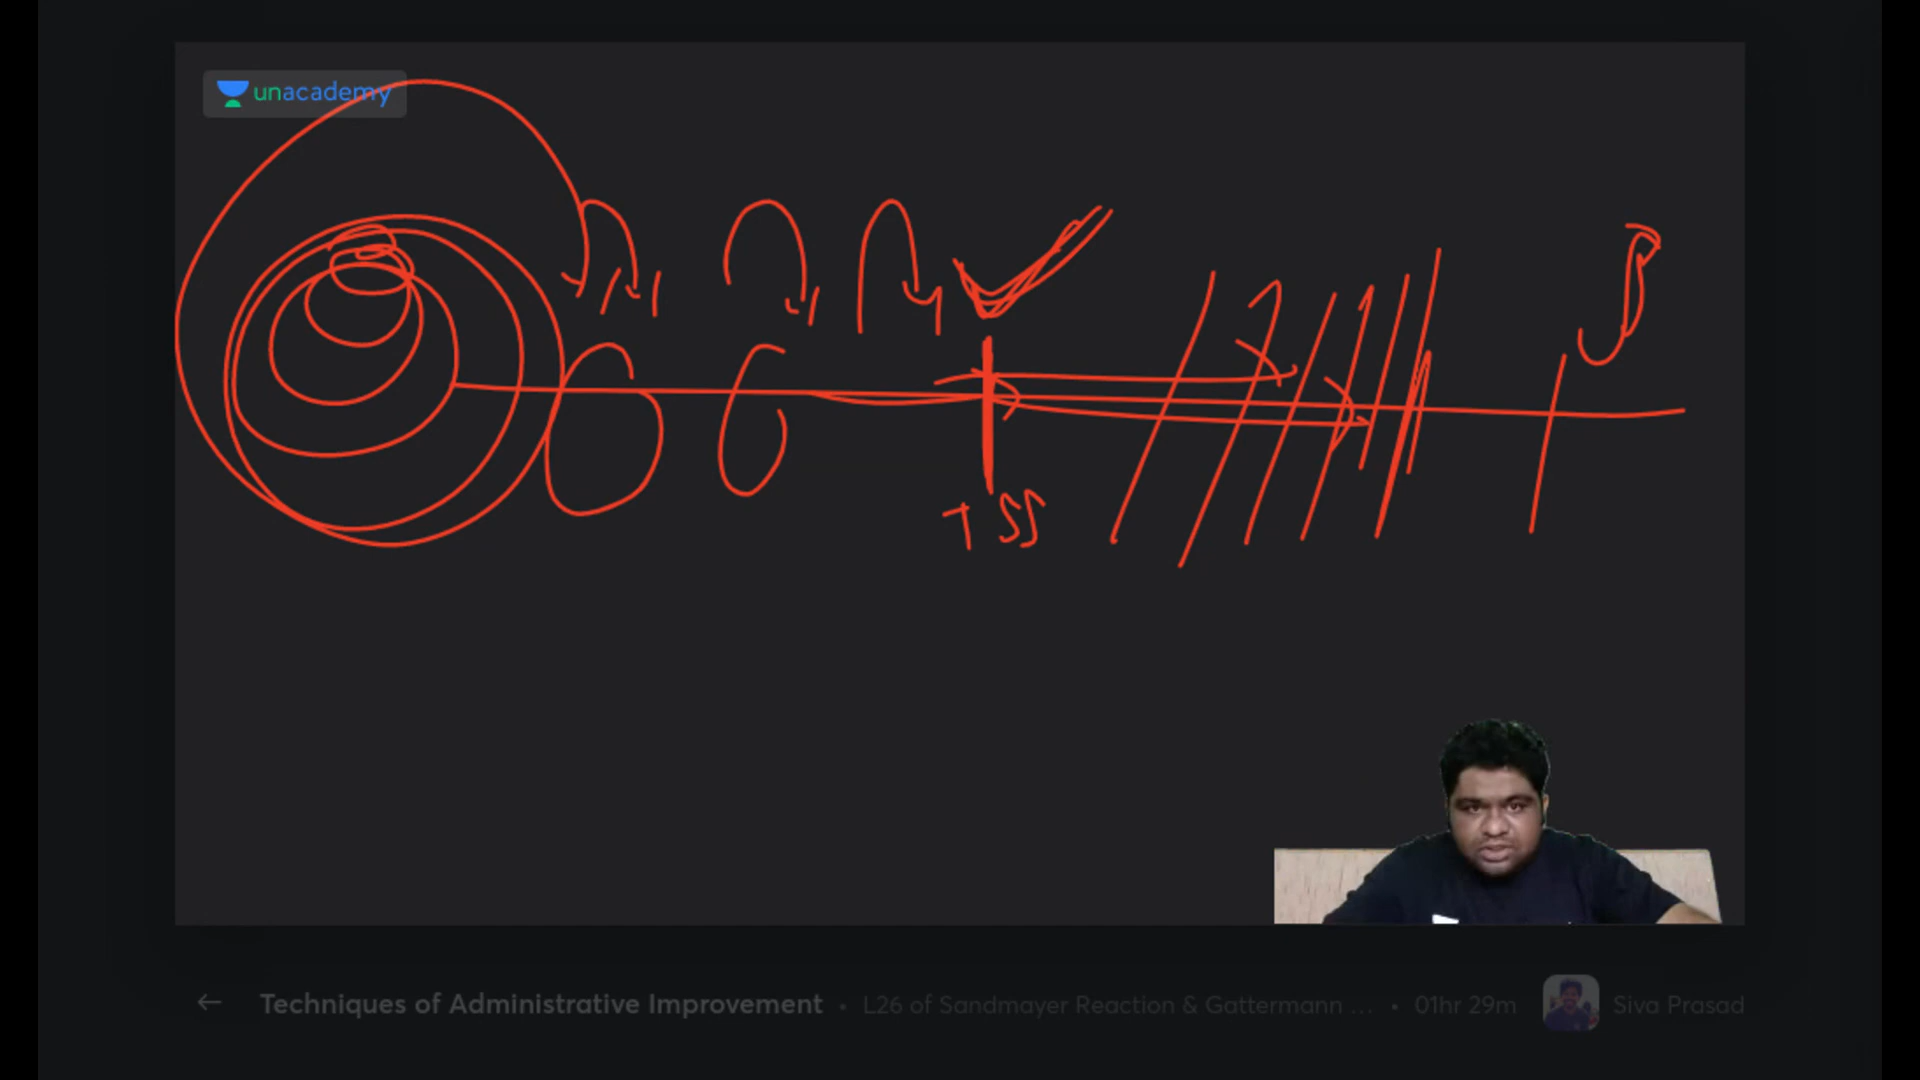 unacademy
TSS
Techniques of Administrative Improvement • L26 of Sandmayer Reaction & Gattermann ... • 01hr 29m Siva Prasad